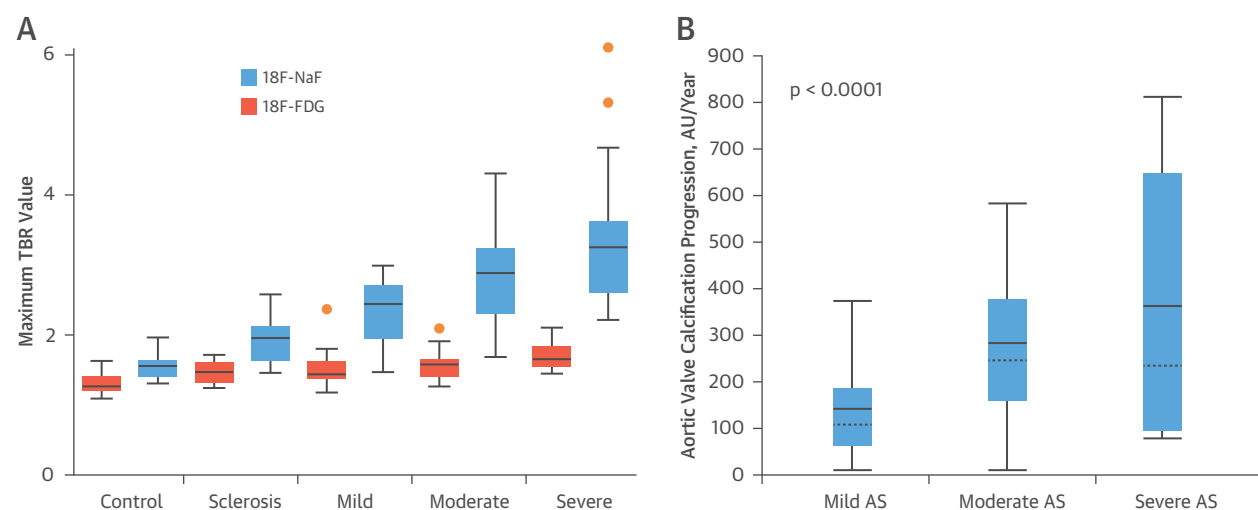 A
Maximum TBR Value
6
4
2
0
18F-NaF
18F-FDG
Control
Sclerosis
Mild
Moderate
Severe
B
Aortic Valve Calcification Progression, AU/Year
900
800
700
600
500
400
300
200
100
0
p < 0.0001
Mild AS
Moderate AS
Severe AS